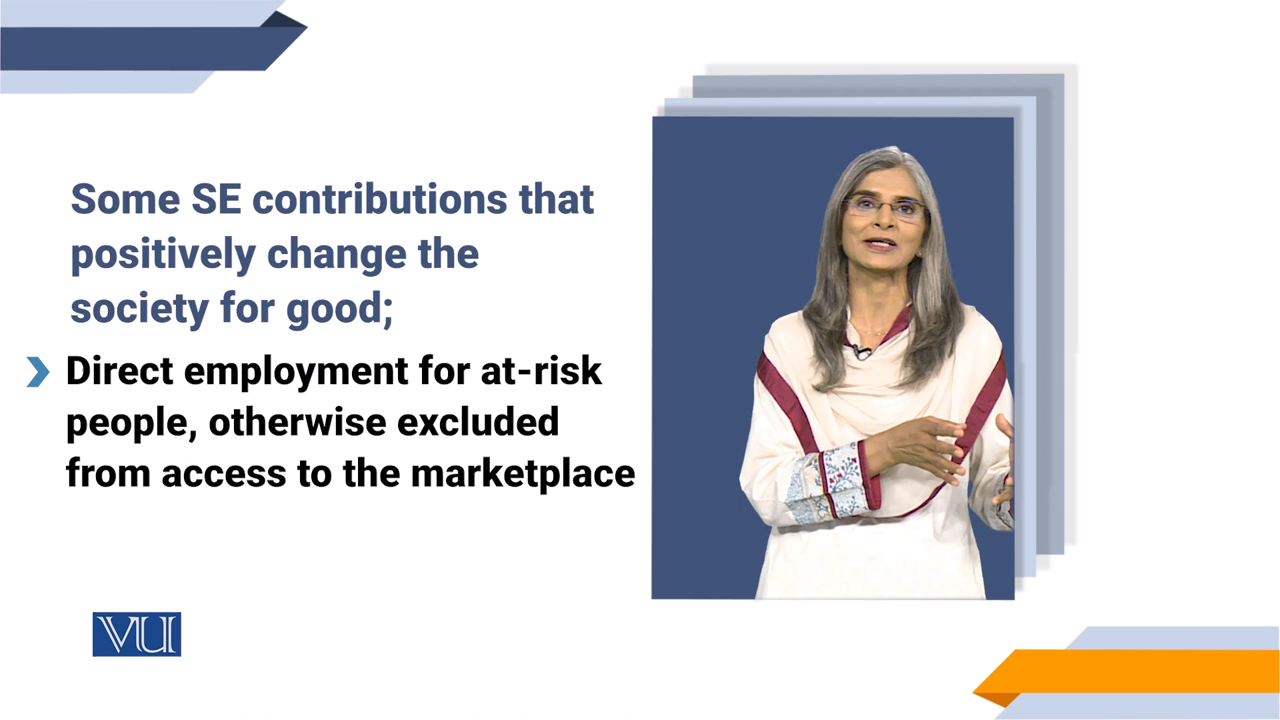 Some SE contributions that
positively change the
society for good;
Direct employment for at-risk
people, otherwise excluded
from access to the marketplace
VU